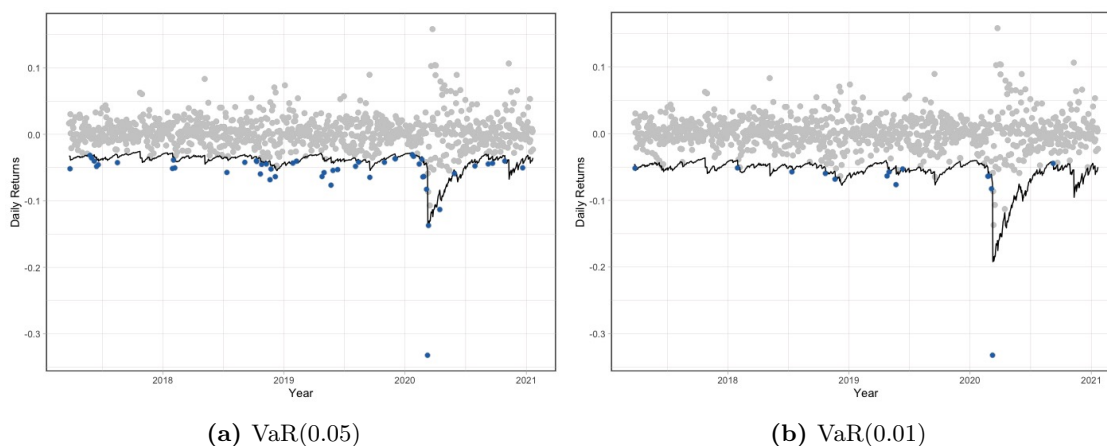 0.1
0.0
-0.1
-0.2
-0.3
Daily Returns
2018 2019 2020 2021
Year
(a) VaR(0.05)
0.1
0.0
-0.1
-0.2
-0.3
Daily Returns
2018 2019 2020 2021
Year
(b) VaR(0.01)